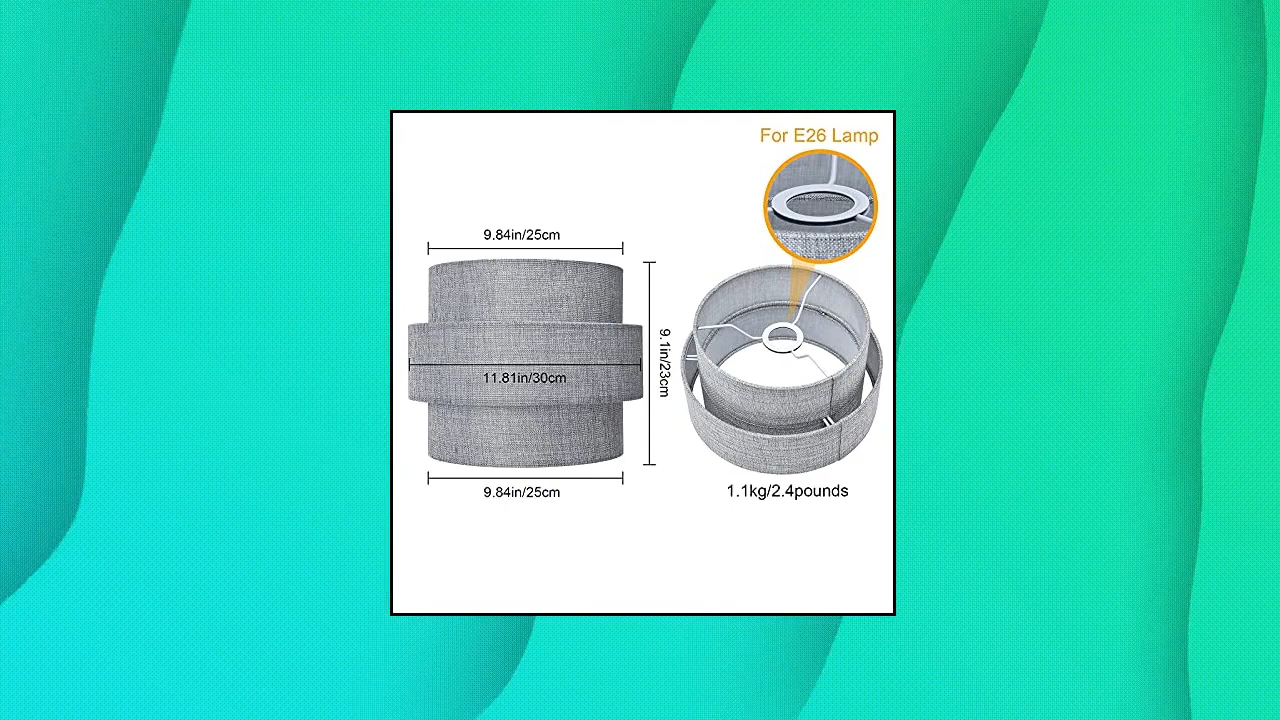 For E26 Lamp
9.84in/25cm
9.1in/23cm
11.81in/30cm
9.84in/25cm
1.1kg/2.4pounds